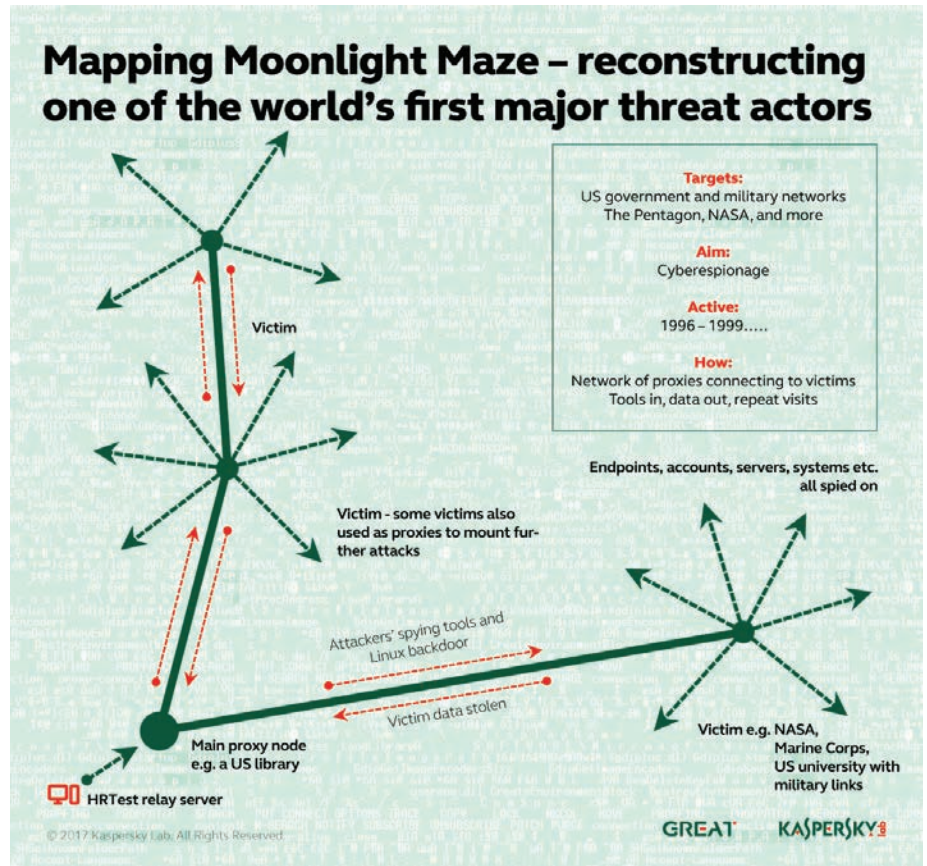 Mapping Moonlight Maze – reconstructing
one of the world's first major threat actors
Targets:
US government and military networks
The Pentagon, NASA, and more
Aim:
Cyberespionage
Active:
1996 – 1999.....
How:
Network of proxies connecting to victims
Tools in, data out, repeat visits
Victim
Endpoints, accounts, servers, systems etc.
all spied on
Victim - some victims also
used as proxies to mount fur-
ther attacks
Attackers' spying tools and
Linux backdoor
Victim data stolen
Victim e.g. NASA,
Marine Corps,
US university with
military links
Main proxy node
e.g. a US library
HRTest relay server
© 2017 Kaspersky Lab. All Rights Reserved.
GREAT
KASPERSKY lab